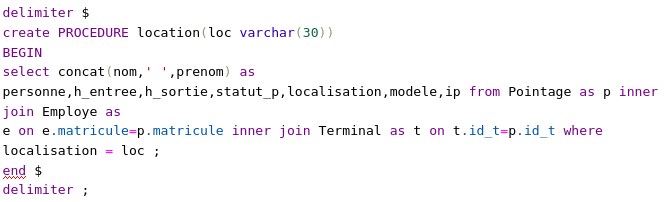 delimiter $
create PROCEDURE location(loc varchar(30))
BEGIN
select concat(nom,' ',prenom) as
personne,h_entree,h_sortie,statut_p,localisation,modele,ip from Pointage as p inner
join Employe as
e on e.matricule=p.matricule inner join Terminal as t on t.id_t=p.id_t where
localisation = loc ;
end $
delimiter ;